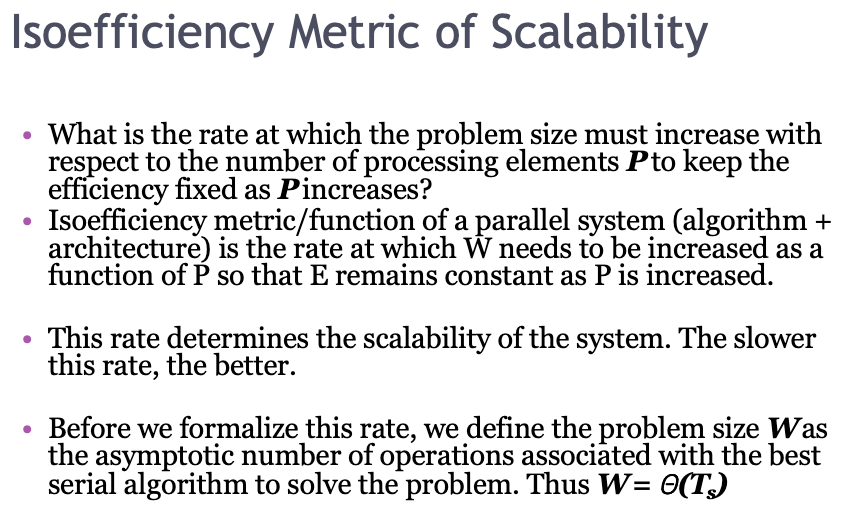 Isoefficiency Metric of Scalability
• What is the rate at which the problem size must increase with
respect to the number of processing elements P to keep the
efficiency fixed as P increases?
• Isoefficiency metric/function of a parallel system (algorithm +
architecture) is the rate at which W needs to be increased as a
function of P so that E remains constant as P is increased.
• This rate determines the scalability of the system. The slower
this rate, the better.
• Before we formalize this rate, we define the problem size W as
the asymptotic number of operations associated with the best
serial algorithm to solve the problem. Thus W= Θ(Tₛ)